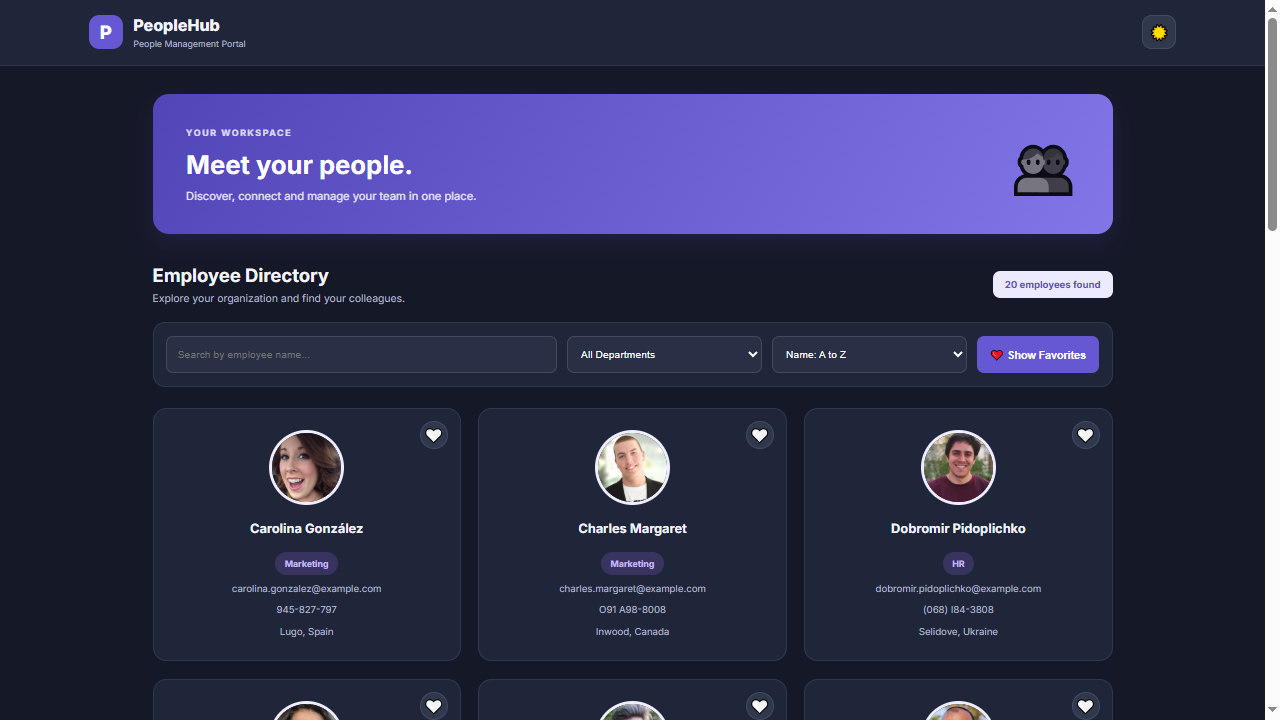 P
PeopleHub
People Management Portal
YOUR WORKSPACE
Meet your people.
Discover, connect and manage your team in one place.
Employee Directory
Explore your organization and find your colleagues.
20 employees found
Search by employee name...
All Departments
Name: A to Z
Show Favorites
Carolina González
Marketing
carolina.gonzalez@example.com
945-827-797
Lugo, Spain
Charles Margaret
Marketing
charles.margaret@example.com
O91 A98-8008
Inwood, Canada
Dobromir Pidoplichko
HR
dobromir.pidoplichko@example.com
(068) I84-3808
Selidove, Ukraine